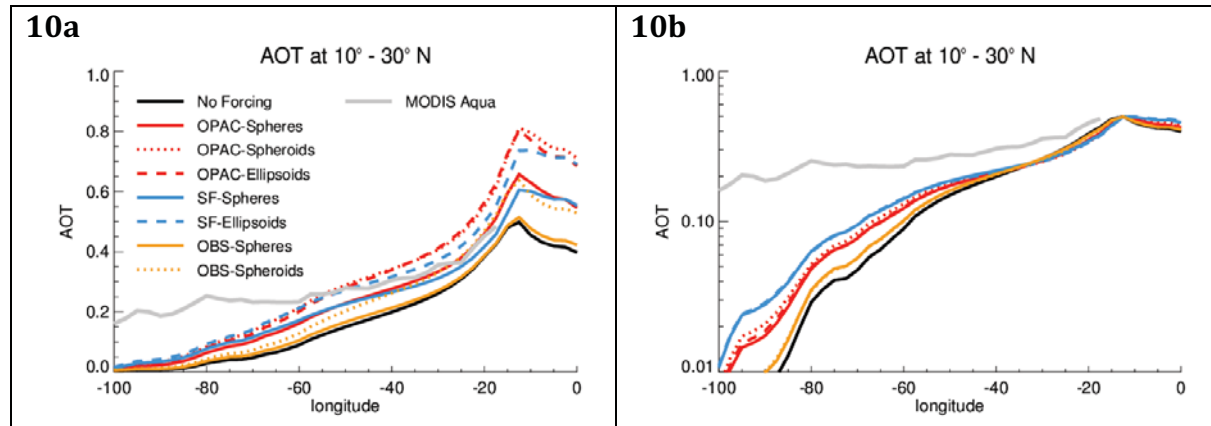 10a
AOT at 10° - 30° N
AOT
1.0
0.8
0.6
0.4
0.2
0.0
No Forcing
MODIS Aqua
OPAC-Spheres
OPAC-Spheroids
OPAC-Ellipsoids
SF-Spheres
SF-Ellipsoids
OBS-Spheres
OBS-Spheroids
-100 -80 -60 -40 -20 0
longitude
10b
AOT at 10° - 30° N
AOT
1.00
0.10
0.01
-100 -80 -60 -40 -20 0
longitude